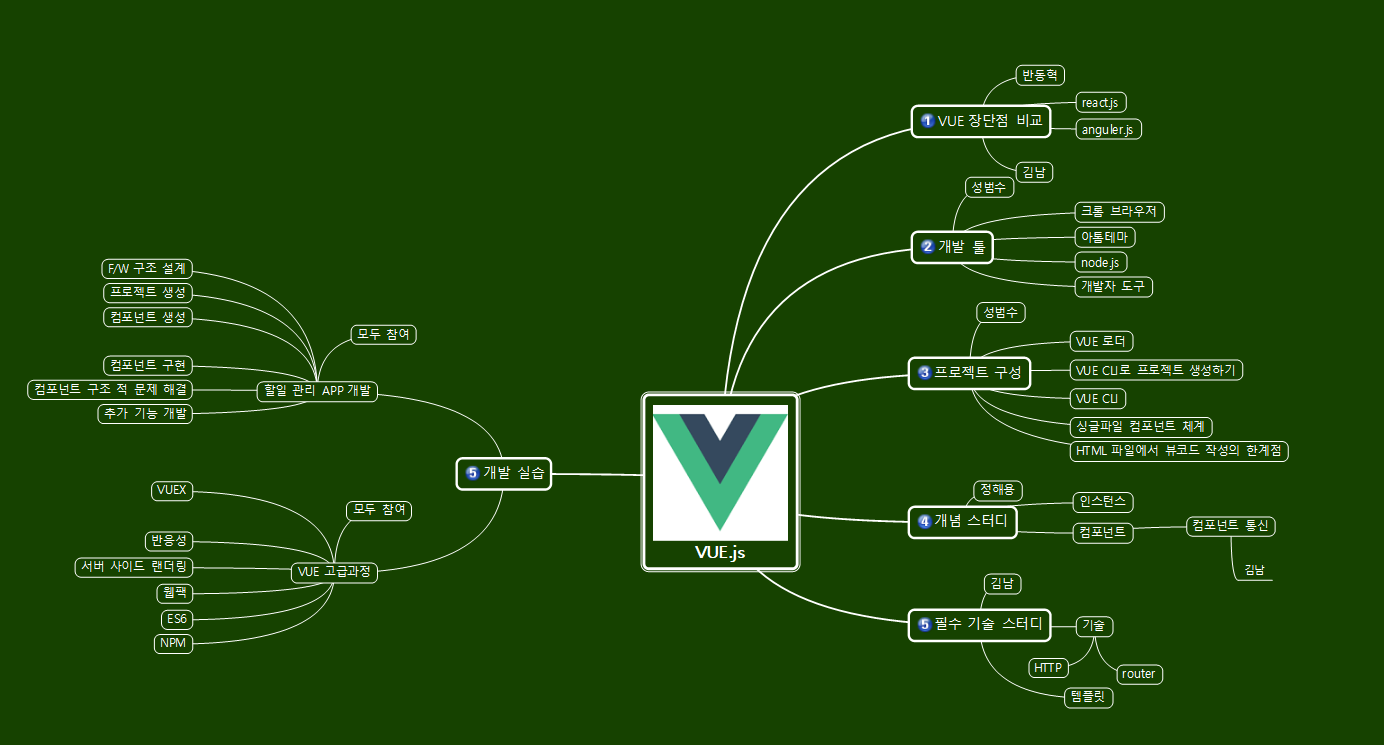 반동혁
react.js
1 VUE 장단점 비교
anguler.js
김남
성범수
크롬 브라우저
2 개발 툴
아톰테마
node.js
개발자 도구
성범수
VUE 로더
3 프로젝트 구성
VUE CLI로 프로젝트 생성하기
VUE CLI
싱글파일 컴포넌트 체계
HTML 파일에서 뷰코드 작성의 한계점
정해용
인스턴스
4 개념 스터디
컴포넌트
컴포넌트 통신
김남
김남
5 필수 기술 스터디
기술
HTTP
router
템플릿
VUE.js
5 개발 실습
모두 참여
할일 관리 APP 개발
F/W 구조 설계
프로젝트 생성
컴포넌트 생성
컴포넌트 구현
컴포넌트 구조 적 문제 해결
추가 기능 개발
모두 참여
VUE 고급과정
VUEX
반응성
서버 사이드 랜더링
웹팩
ES6
NPM